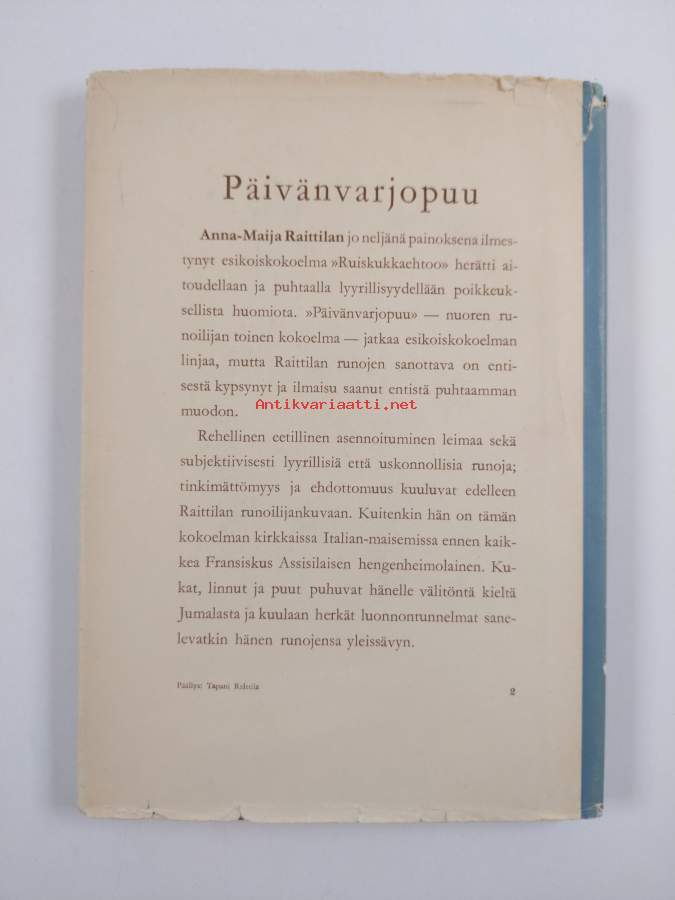 Päivänvarjopuu
Anna-Maija Raittilan jo neljänä painoksena ilmes-
tynyt esikoiskokoelma »Ruiskukkaehtoo» herätti ai-
toudellaan ja puhtaalla lyyrillisyydellään poikkeuk-
sellista huomiota. »Päivänvarjopuu» — nuoren ru-
noilijan toinen kokoelma — jatkaa esikoiskokoelman
linjaa, mutta Raittilan runojen sanottava on enti-
sestä kypsynyt ja ilmaisu saanut entistä puhtaamman
muodon.
Antikvariaatti.net
Rehellinen eetillinen asennoituminen leimaa sekä
subjektiivisesti lyyrillisiä että uskonnollisia runoja;
tinkimättömyys ja ehdottomuus kuuluvat edelleen
Raittilan runoilijankuvaan. Kuitenkin hän on tämän
kokoelman kirkkaissa Italian-maisemissa ennen kaik-
kea Fransiskus Assisilaisen hengenheimolainen. Ku-
kat, linnut ja puut puhuvat hänelle välitöntä kieltä
Jumalasta ja kuulaan herkät luonnontunnelmat sane-
levatkin hänen runojensa yleissävyn.
Päällys: Tapani Raittila
2